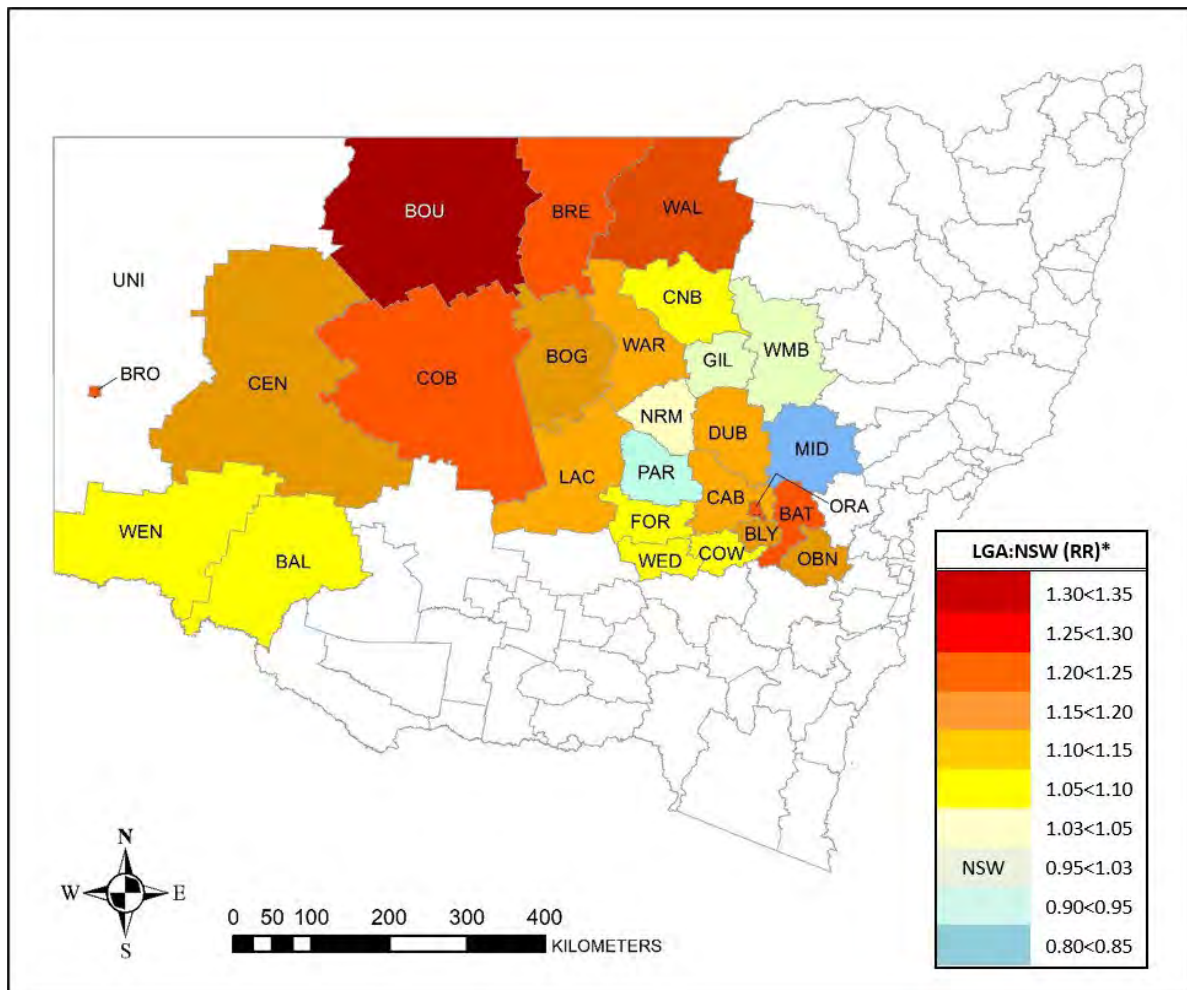 BOU
BRE
WAL
UNI
CNB
BRO
CEN
COB
BOG
WAR
GIL
WMB
NRM
DUB
MID
LAC
PAR
CAB
ORA
WEN
FOR
BAT
BAL
WED
COW
BLY
OBN
LGA:NSW (RR)*
1.30<1.35
1.25<1.30
1.20<1.25
1.15<1.20
1.10<1.15
1.05<1.10
1.03<1.05
NSW 0.95<1.03
0.90<0.95
0.80<0.85
N
W E
S
0 50 100 200 300 400
KILOMETERS